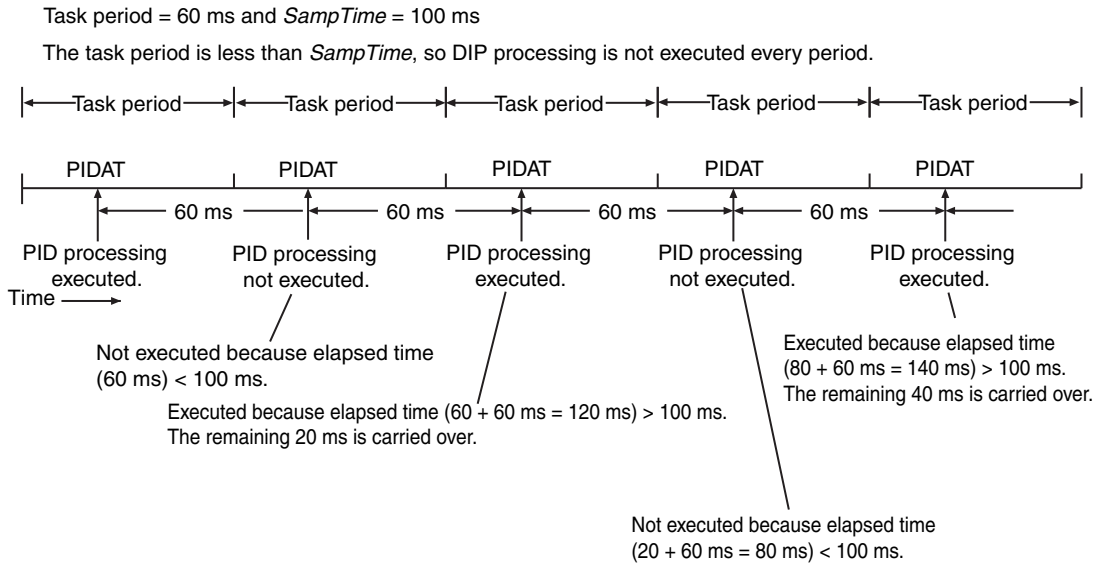 Task period = 60 ms and SampTime = 100 ms
The task period is less than SampTime, so DIP processing is not executed every period.
Task period Task period Task period Task period Task period
PIDAT PIDAT PIDAT PIDAT PIDAT
60 ms 60 ms 60 ms 60 ms
PID processing
executed.
PID processing
not executed.
PID processing
executed.
PID processing
not executed.
PID processing
executed.
Time
Not executed because elapsed time
(60 ms) < 100 ms.
Executed because elapsed time (60 + 60 ms = 120 ms) > 100 ms.
The remaining 20 ms is carried over.
Executed because elapsed time
(80 + 60 ms = 140 ms) > 100 ms.
The remaining 40 ms is carried over.
Not executed because elapsed time
(20 + 60 ms = 80 ms) < 100 ms.